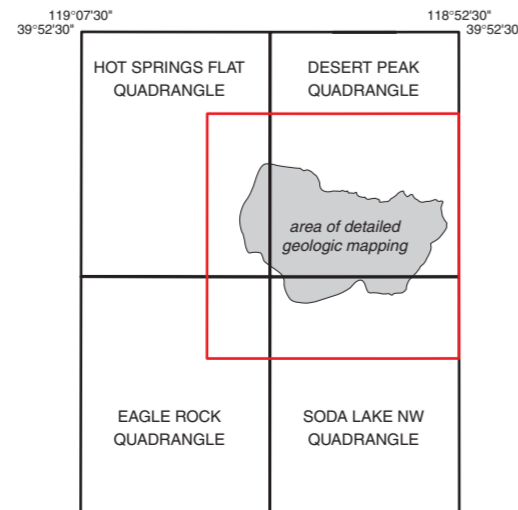 119°07'30"
118°52'30"
39°52'30"
39°52'30
HOT SPRINGS FLAT
QUADRANGLE
DESERT PEAK
QUADRANGLE
area of detailed
geologic mapping
EAGLE ROCK
QUADRANGLE
SODA LAKE NW
QUADRANGLE